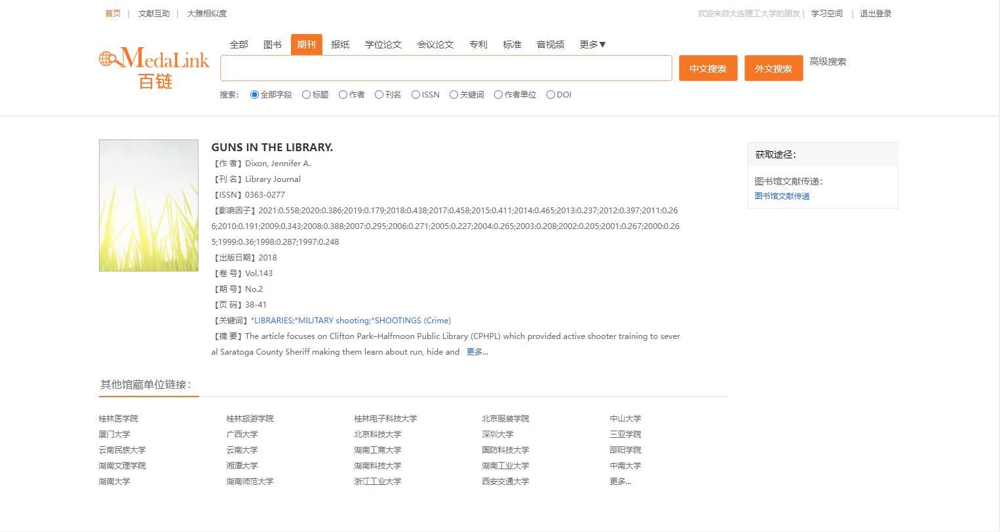 首页 | 文献互助 | 大雅相似度
欢迎来自大连理工大学的朋友 | 学习空间 | 退出登录
全部 图书 期刊 报纸 学位论文 会议论文 专利 标准 音视频 更多▼
MedaLink
百链
中文搜索 外文搜索 高级搜索
搜索: 全部字段 标题 作者 刊名 ISSN 关键词 作者单位 DOI
GUNS IN THE LIBRARY.
【作 者】Dixon, Jennifer A.
【刊 名】Library Journal
【ISSN】0363-0277
【影响因子】2021:0.558;2020:0.386;2019:0.179;2018:0.438;2017:0.458;2015:0.411;2014:0.465;2013:0.237;2012:0.397;2011:0.26
6;2010:0.191;2009:0.343;2008:0.388;2007:0.295;2006:0.271;2005:0.227;2004:0.265;2003:0.208;2002:0.205;2001:0.267;2000:0.26
5;1999:0.36;1998:0.287;1997:0.248
【出版日期】2018
【卷 号】Vol.143
【期 号】No.2
【页 码】38-41
【关键词】*LIBRARIES;*MILITARY shooting;*SHOOTINGS (Crime)
【摘 要】The article focuses on Clifton Park–Halfmoon Public Library (CPHPL) which provided active shooter training to sever
al Saratoga County Sheriff making them learn about run, hide and 更多...
获取途径:
图书馆文献传递:
图书馆文献传递
其他馆藏单位链接:
桂林医学院 桂林旅游学院 桂林电子科技大学 北京服装学院 中山大学
厦门大学 广西大学 北京科技大学 深圳大学 三亚学院
云南民族大学 云南大学 湖南工商大学 国防科技大学 邵阳学院
湖南文理学院 湘潭大学 湖南科技大学 湖南工业大学 中南大学
湖南大学 湖南师范大学 浙江工业大学 西安交通大学 更多...